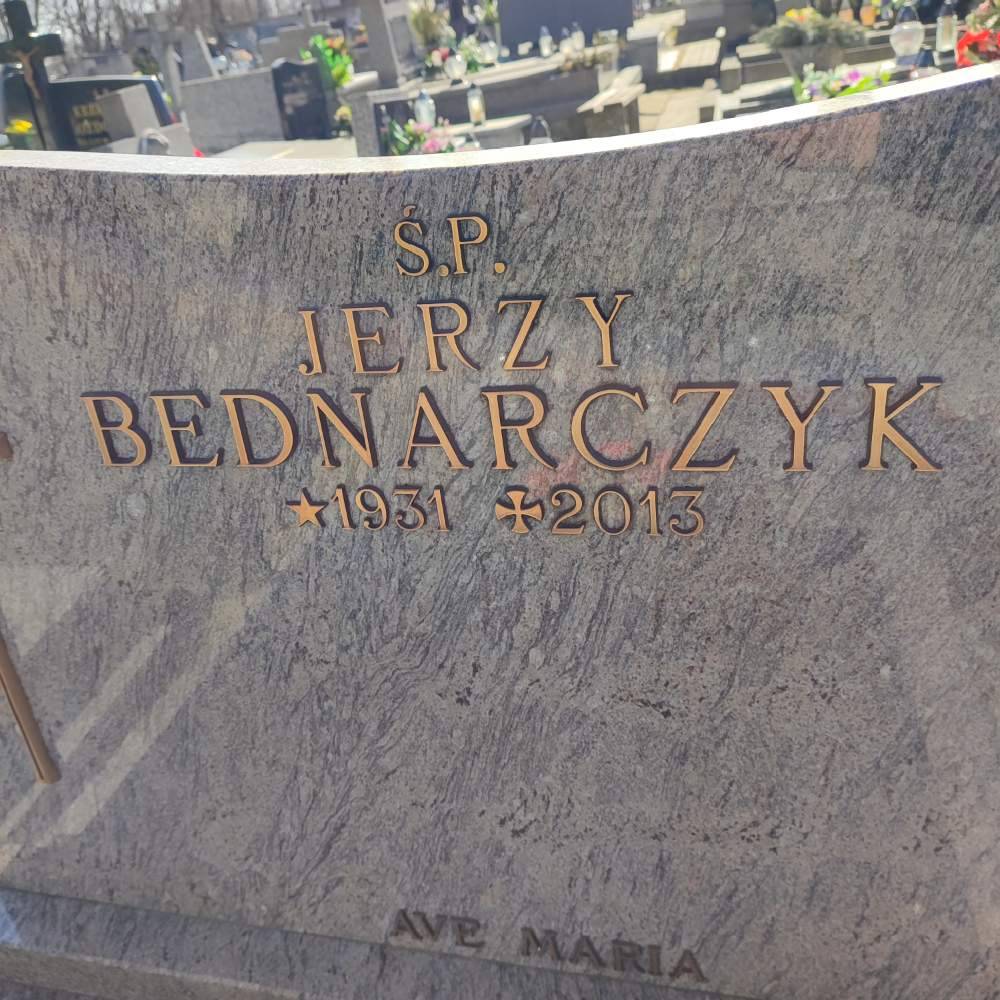 Ś.P.
JERZY
BEDNARCZYK
★1931 ✠2013
AVE MARIA